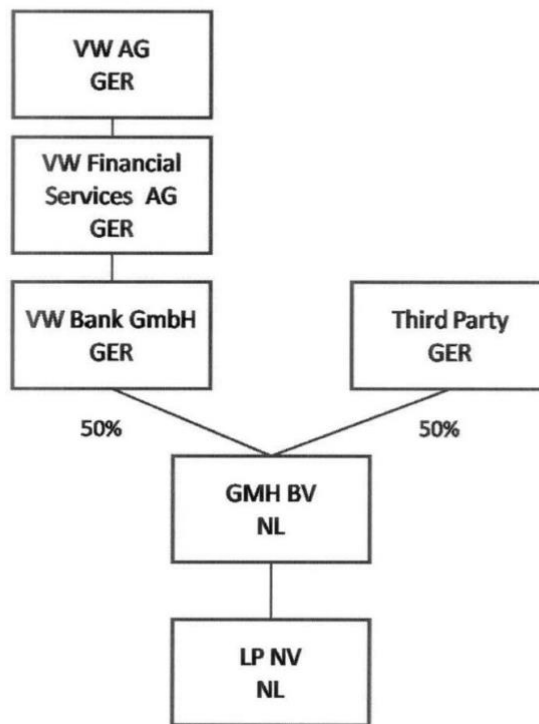 VW AG
GER
VW Financial
Services AG
GER
VW Bank GmbH
GER
Third Party
GER
50%
50%
GMH BV
NL
LP NV
NL